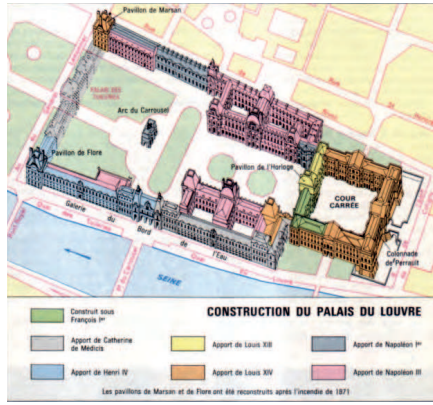 Pavillon de Marsan
PALAIS DES
TUILERIES
Arc du Carrousel
Pavillon de Flore
Pavillon de l'Horloge
COUR
CARRÉE
Colonnade
de Perrault
Galerie du Bord de l'Eau
SEINE
CONSTRUCTION DU PALAIS DU LOUVRE
Construit sous
François Ier
Apport de Catherine
de Médicis
Apport de Louis XIII
Apport de Napoléon Ier
Apport de Henri IV
Apport de Louis XIV
Apport de Napoléon III
Les pavillons de Marsan et de Flore ont été reconstruits après l'incendie de 1871